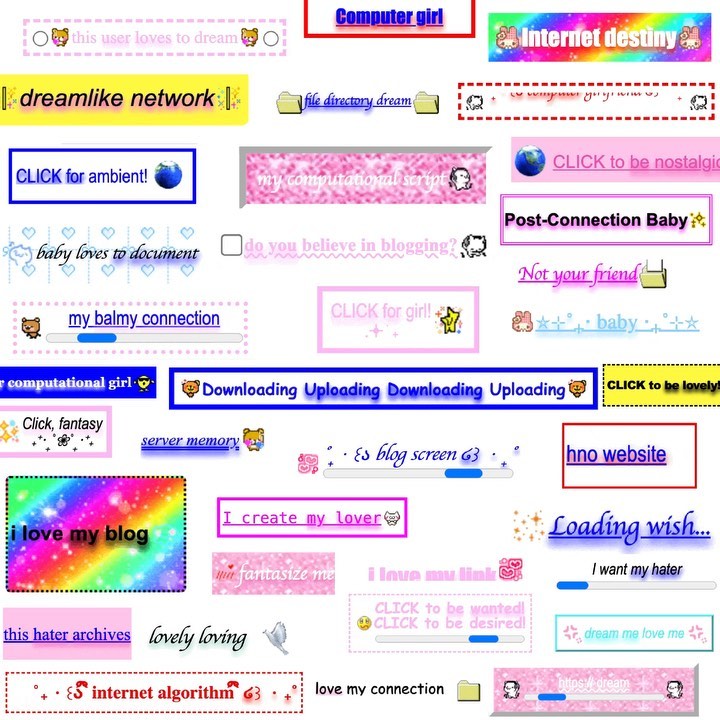 this user loves to dream
Computer girl
Internet destiny
dreamlike network
file directory dream
computer girlfriend
CLICK for ambient!
my computational script
CLICK to be nostalgic
Post-Connection Baby
baby loves to document
do you believe in blogging?
Not your friend
my balmy connection
CLICK for girl!
baby
r computational girl
Downloading Uploading Downloading Uploading
CLICK to be lovely!
Click, fantasy
server memory
blog screen
hno website
i love my blog
I create my lover
Loading wish...
fantasize me
i love my link
I want my hater
CLICK to be wanted!
CLICK to be desired!
this hater archives
lovely loving
dream me love me
internet algorithm
love my connection
https:// dream